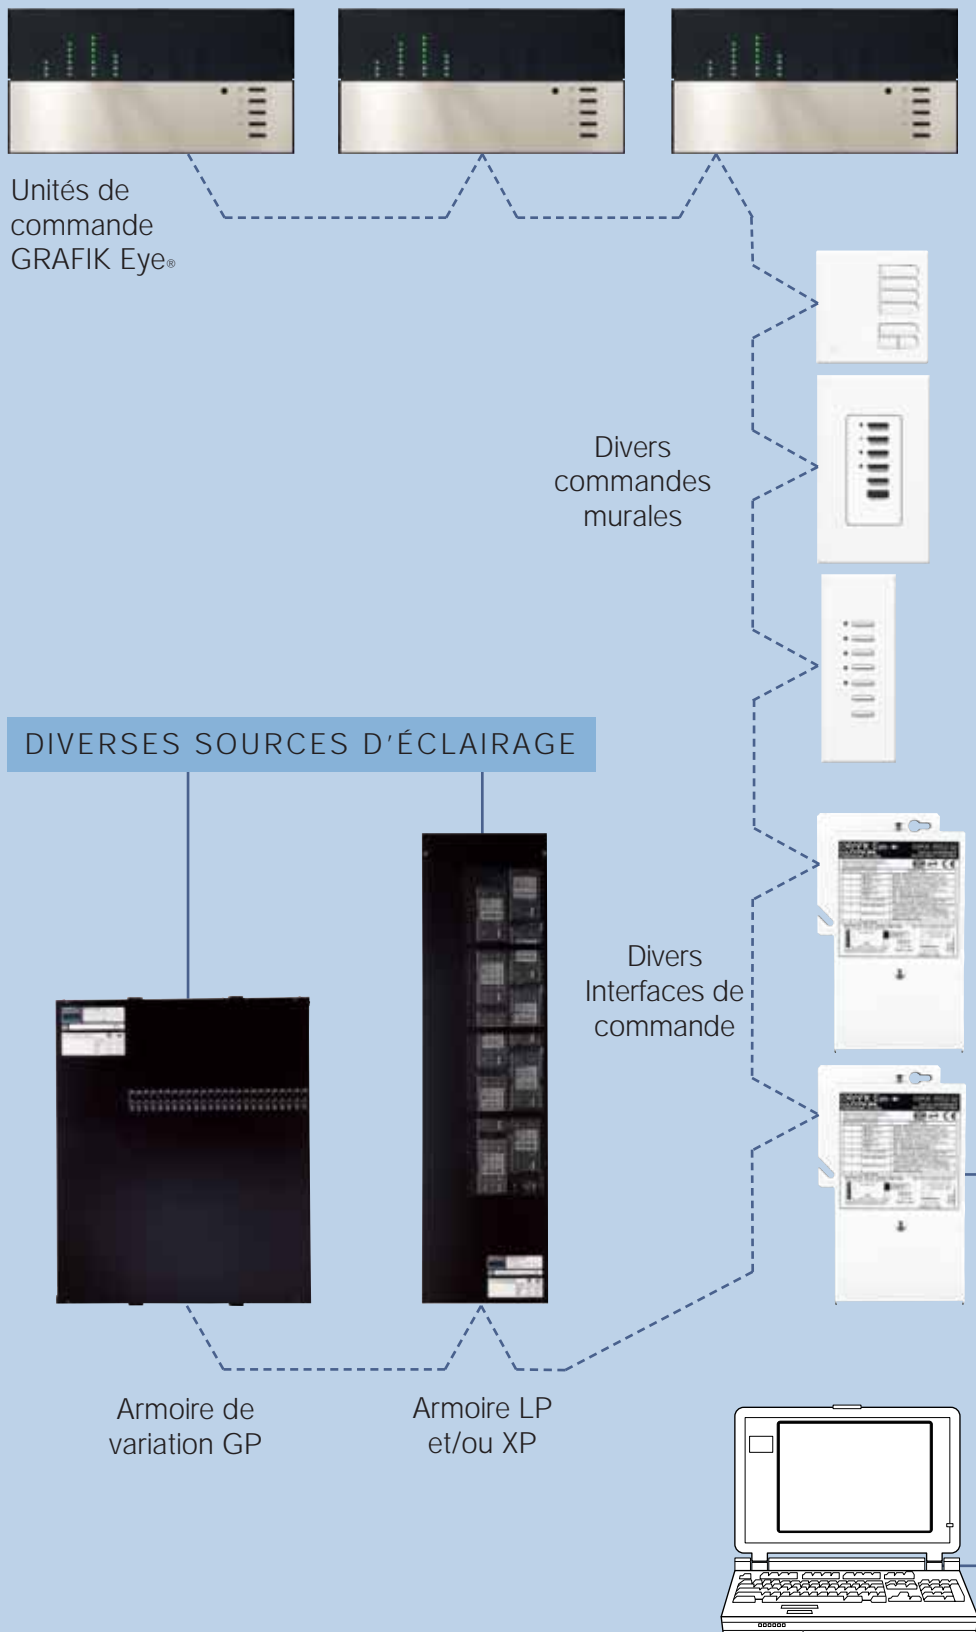 Unités de
commande
GRAFIK Eye®
Divers
commandes
murales
DIVERSES SOURCES D'ÉCLAIRAGE
Divers
Interfaces de
commande
Armoire de
variation GP
Armoire LP
et/ou XP